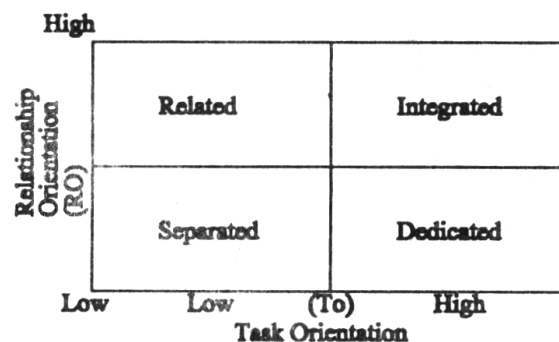 High
Related Integrated
Relationship
Orientation
(RO)
Separated Dedicated
Low Low (To) High
Task Orientation